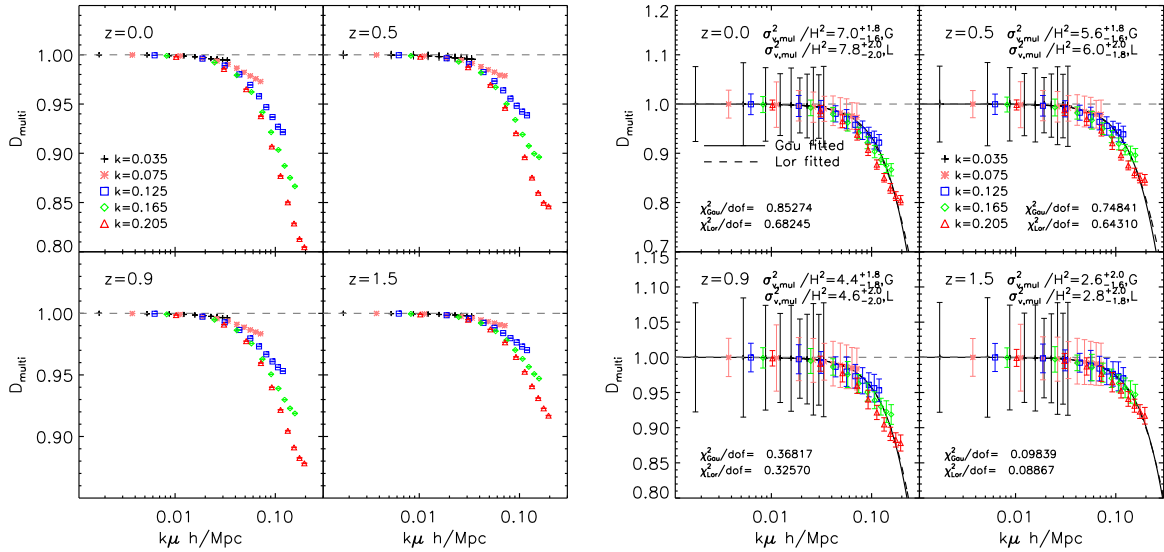 z=0.0
z=0.5
1.00
0.95
0.90
0.85
0.80
D_multi
k=0.035
k=0.075
k=0.125
k=0.165
k=0.205
z=0.9
z=1.5
1.00
0.95
0.90
D_multi
0.85
0.90
0.01
0.10
0.01
0.10
kμ h/Mpc
kμ h/Mpc
1.2
1.1
1.0
0.9
0.8
0.7
D_multi
z=0.0
σ²_v,mul/H²=7.0^{+1.8}_{-1.6},G
σ²_v,mul/H²=7.8^{+2.0}_{-2.0},L
Gau fitted
Lor fitted
χ²_Gau/dof= 0.85274
χ²_Lor/dof= 0.68245
z=0.5
σ²_v,mul/H²=5.6^{+1.8}_{-1.6},G
σ²_v,mul/H²=6.0^{+2.0}_{-1.8},L
k=0.035
k=0.075
k=0.125
k=0.165
k=0.205
χ²_Gau/dof= 0.74841
χ²_Lor/dof= 0.64310
1.15
1.10
1.05
1.00
0.95
0.90
0.85
0.80
D_multi
z=0.9
σ²_v,mul/H²=4.4^{+1.8}_{-1.8},G
σ²_v,mul/H²=4.6^{+2.0}_{-2.0},L
χ²_Gau/dof= 0.36817
χ²_Lor/dof= 0.32570
z=1.5
σ²_v,mul/H²=2.6^{+2.0}_{-1.6},G
σ²_v,mul/H²=2.8^{+2.0}_{-1.8},L
χ²_Gau/dof= 0.09839
χ²_Lor/dof= 0.08867
0.01
0.10
0.01
0.10
kμ h/Mpc
kμ h/Mpc